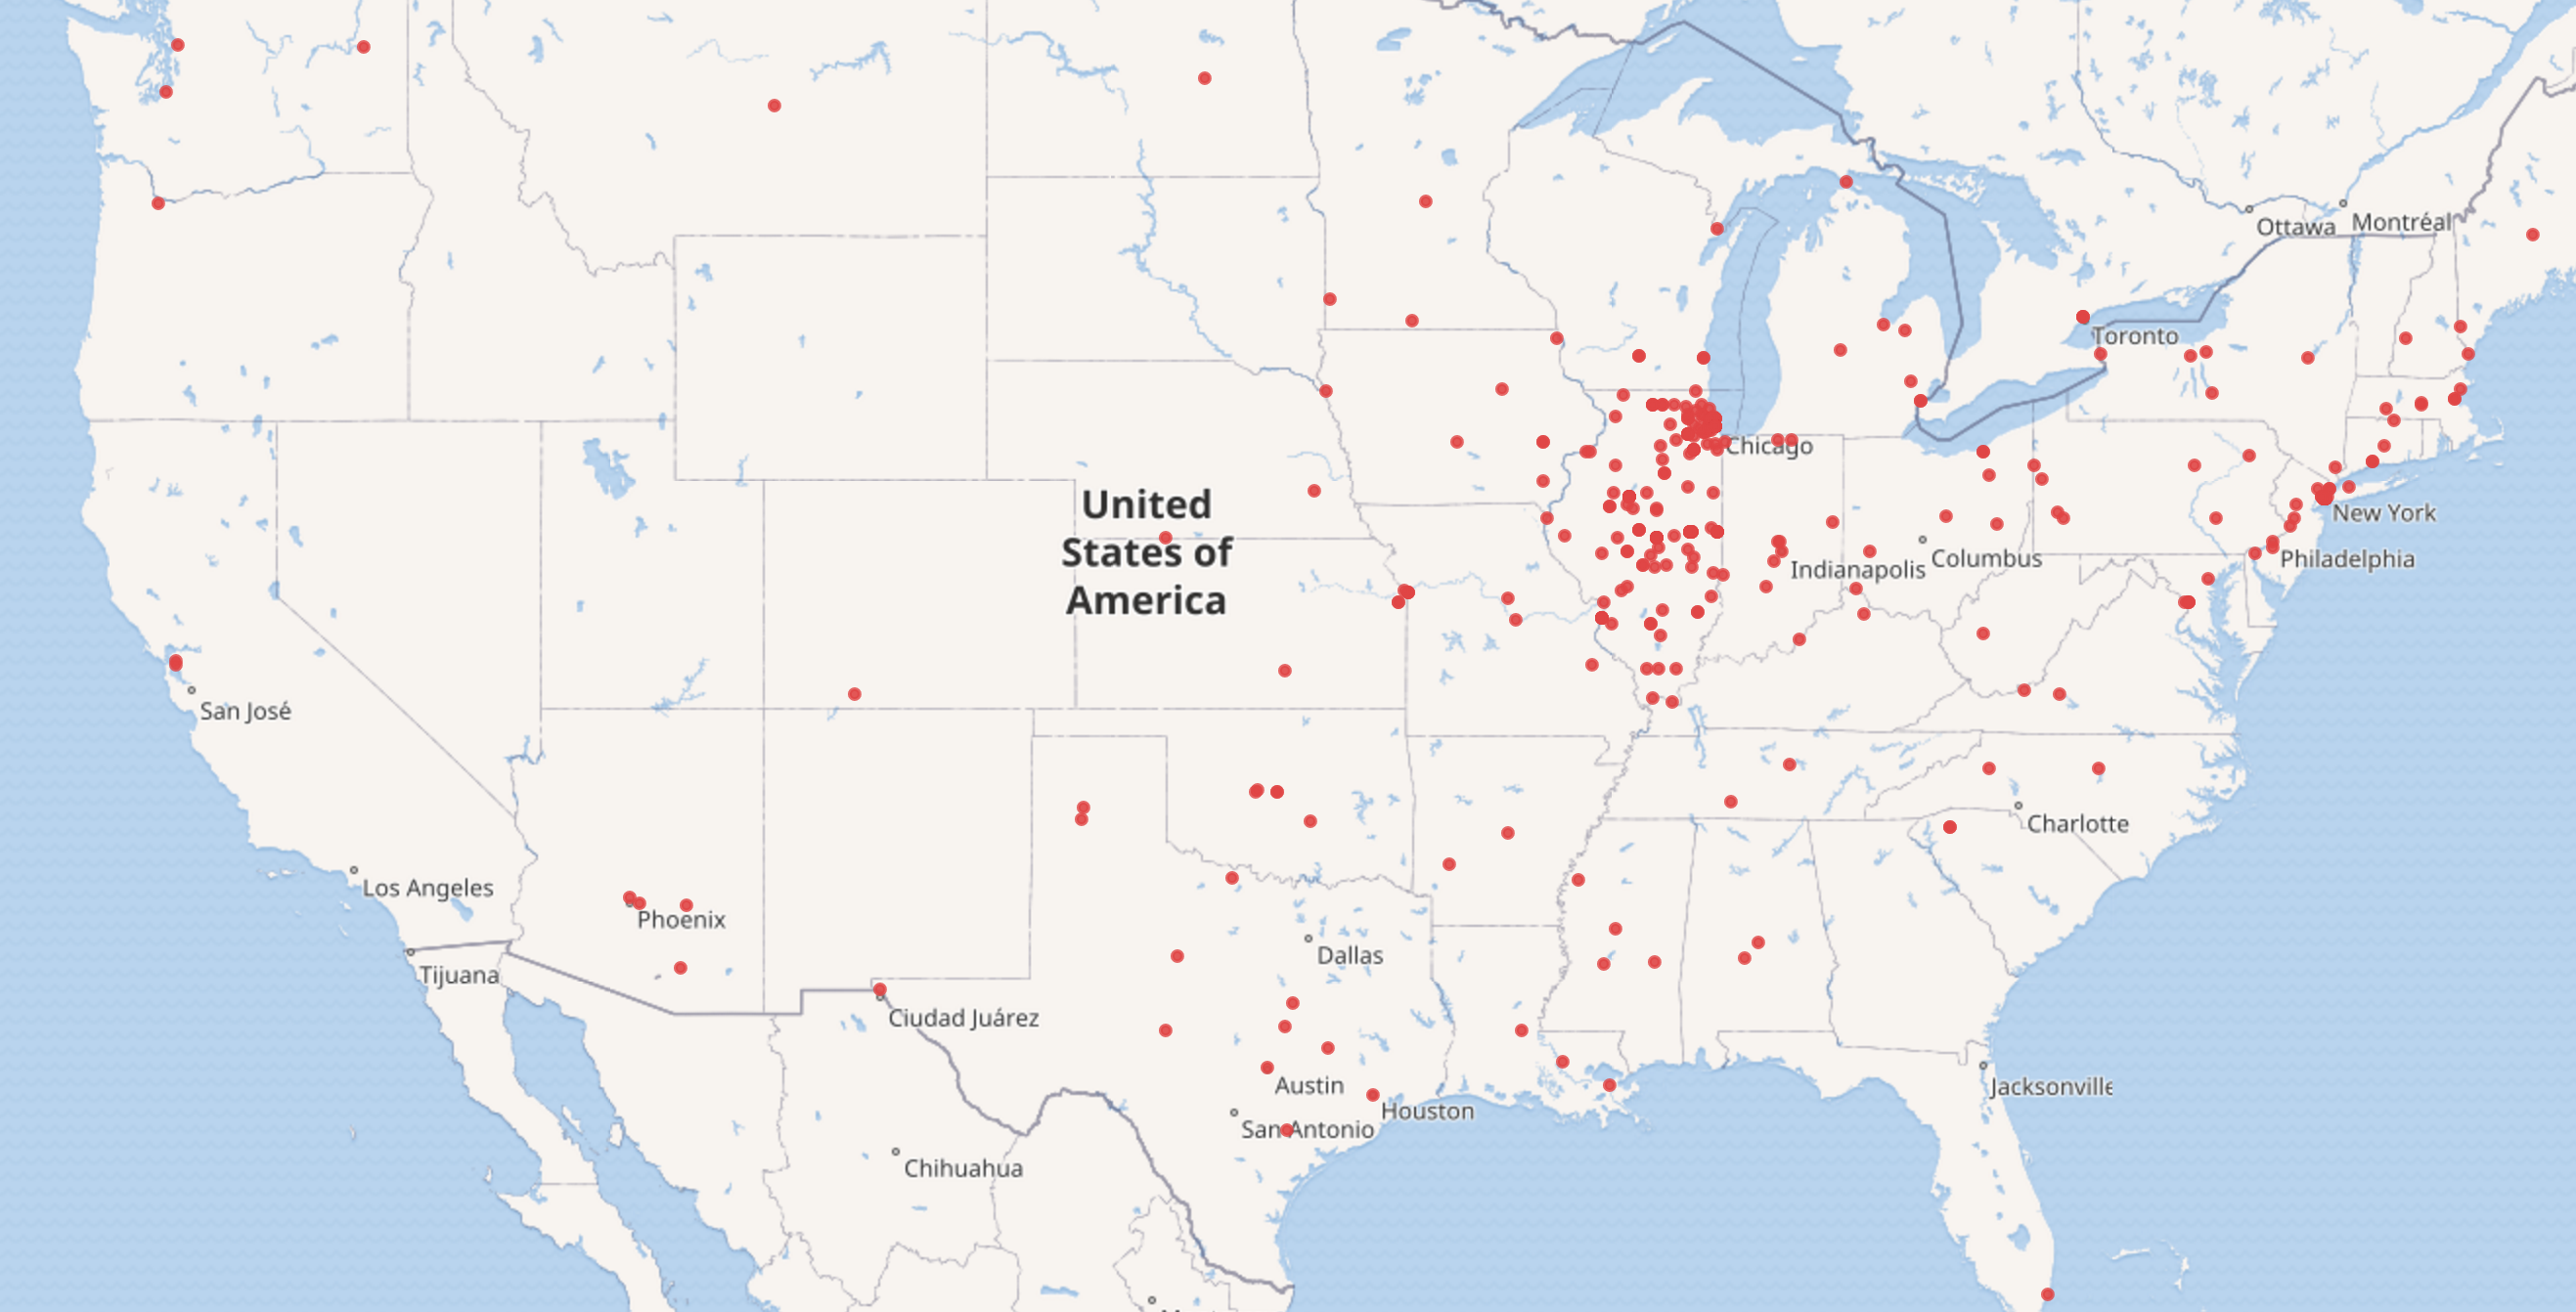 Ottawa
Montréal
Toronto
Chicago
United
States of
America
New York
Philadelphia
Columbus
Indianapolis
San José
Charlotte
Los Angeles
Phoenix
Dallas
Tijuana
Ciudad Juárez
Austin
Jacksonville
Houston
San Antonio
Chihuahua